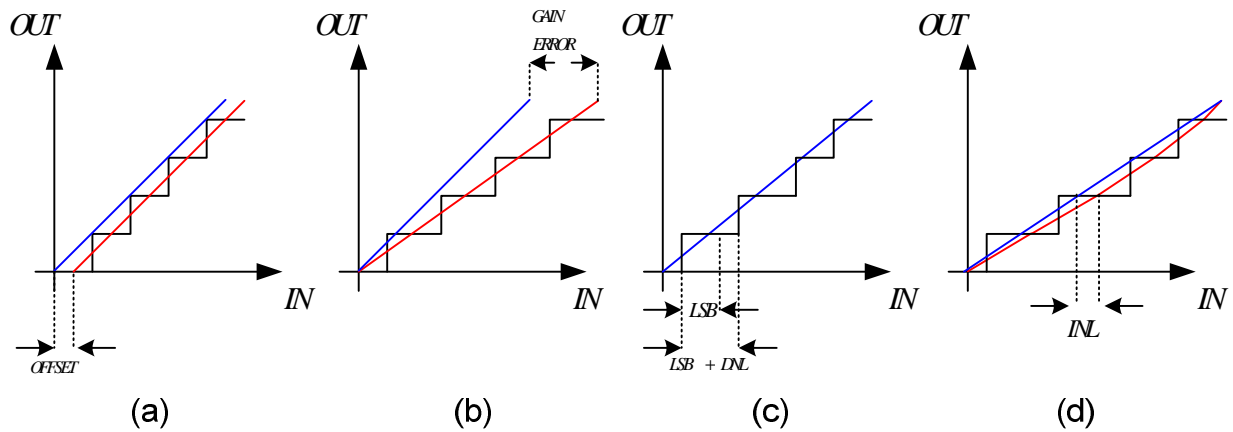 OUT
IN
OFFSET
(a)
OUT
GAIN
ERROR
IN
(b)
OUT
IN
LSB
LSB + DNL
(c)
OUT
IN
INL
(d)